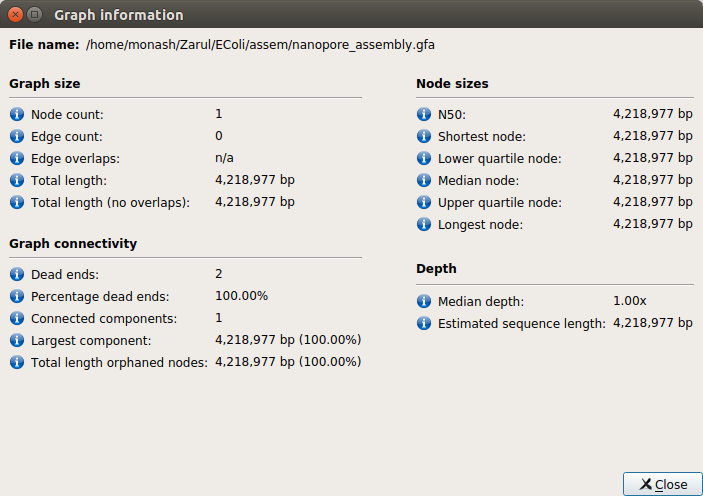 Graph information
File name: /home/monash/Zarul/EColi/assem/nanopore_assembly.gfa
Graph size
Node count: 1
Edge count: 0
Edge overlaps: n/a
Total length: 4,218,977 bp
Total length (no overlaps): 4,218,977 bp
Graph connectivity
Dead ends: 2
Percentage dead ends: 100.00%
Connected components: 1
Largest component: 4,218,977 bp (100.00%)
Total length orphaned nodes: 4,218,977 bp (100.00%)
Node sizes
N50: 4,218,977 bp
Shortest node: 4,218,977 bp
Lower quartile node: 4,218,977 bp
Median node: 4,218,977 bp
Upper quartile node: 4,218,977 bp
Longest node: 4,218,977 bp
Depth
Median depth: 1.00x
Estimated sequence length: 4,218,977 bp
Close